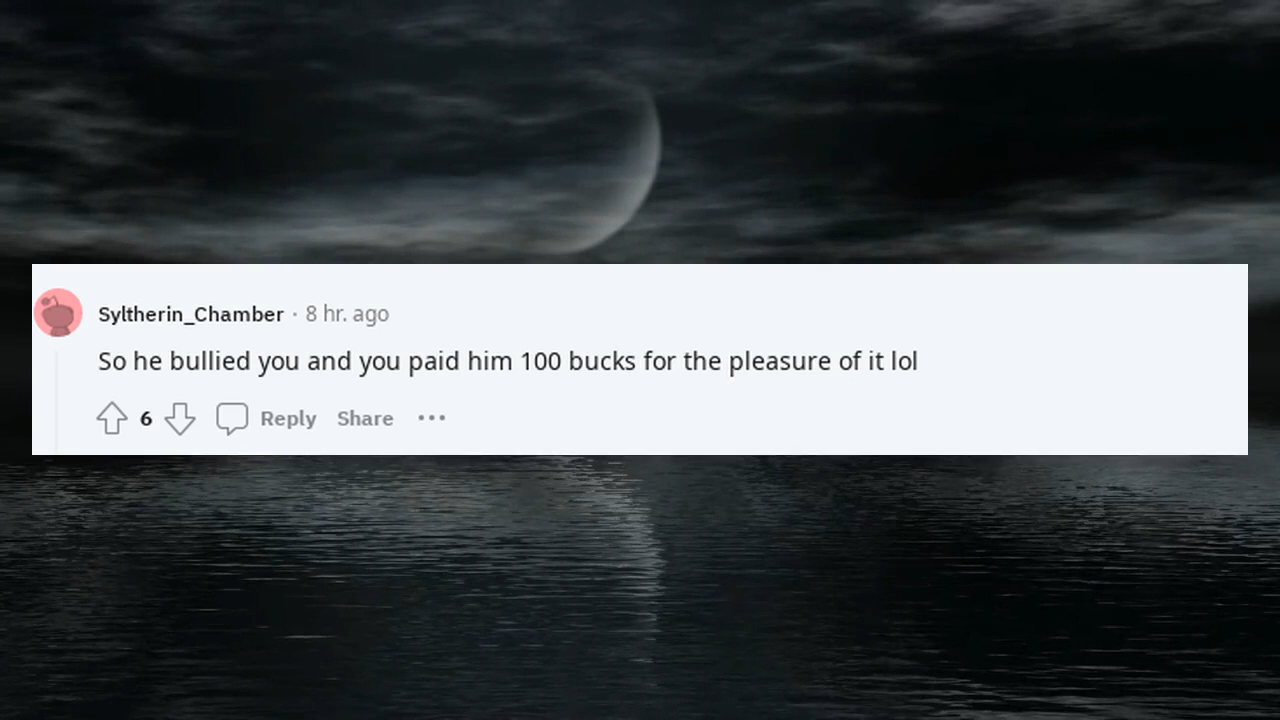 Syltherin_Chamber · 8 hr. ago
So he bullied you and you paid him 100 bucks for the pleasure of it lol
6 Reply Share ···